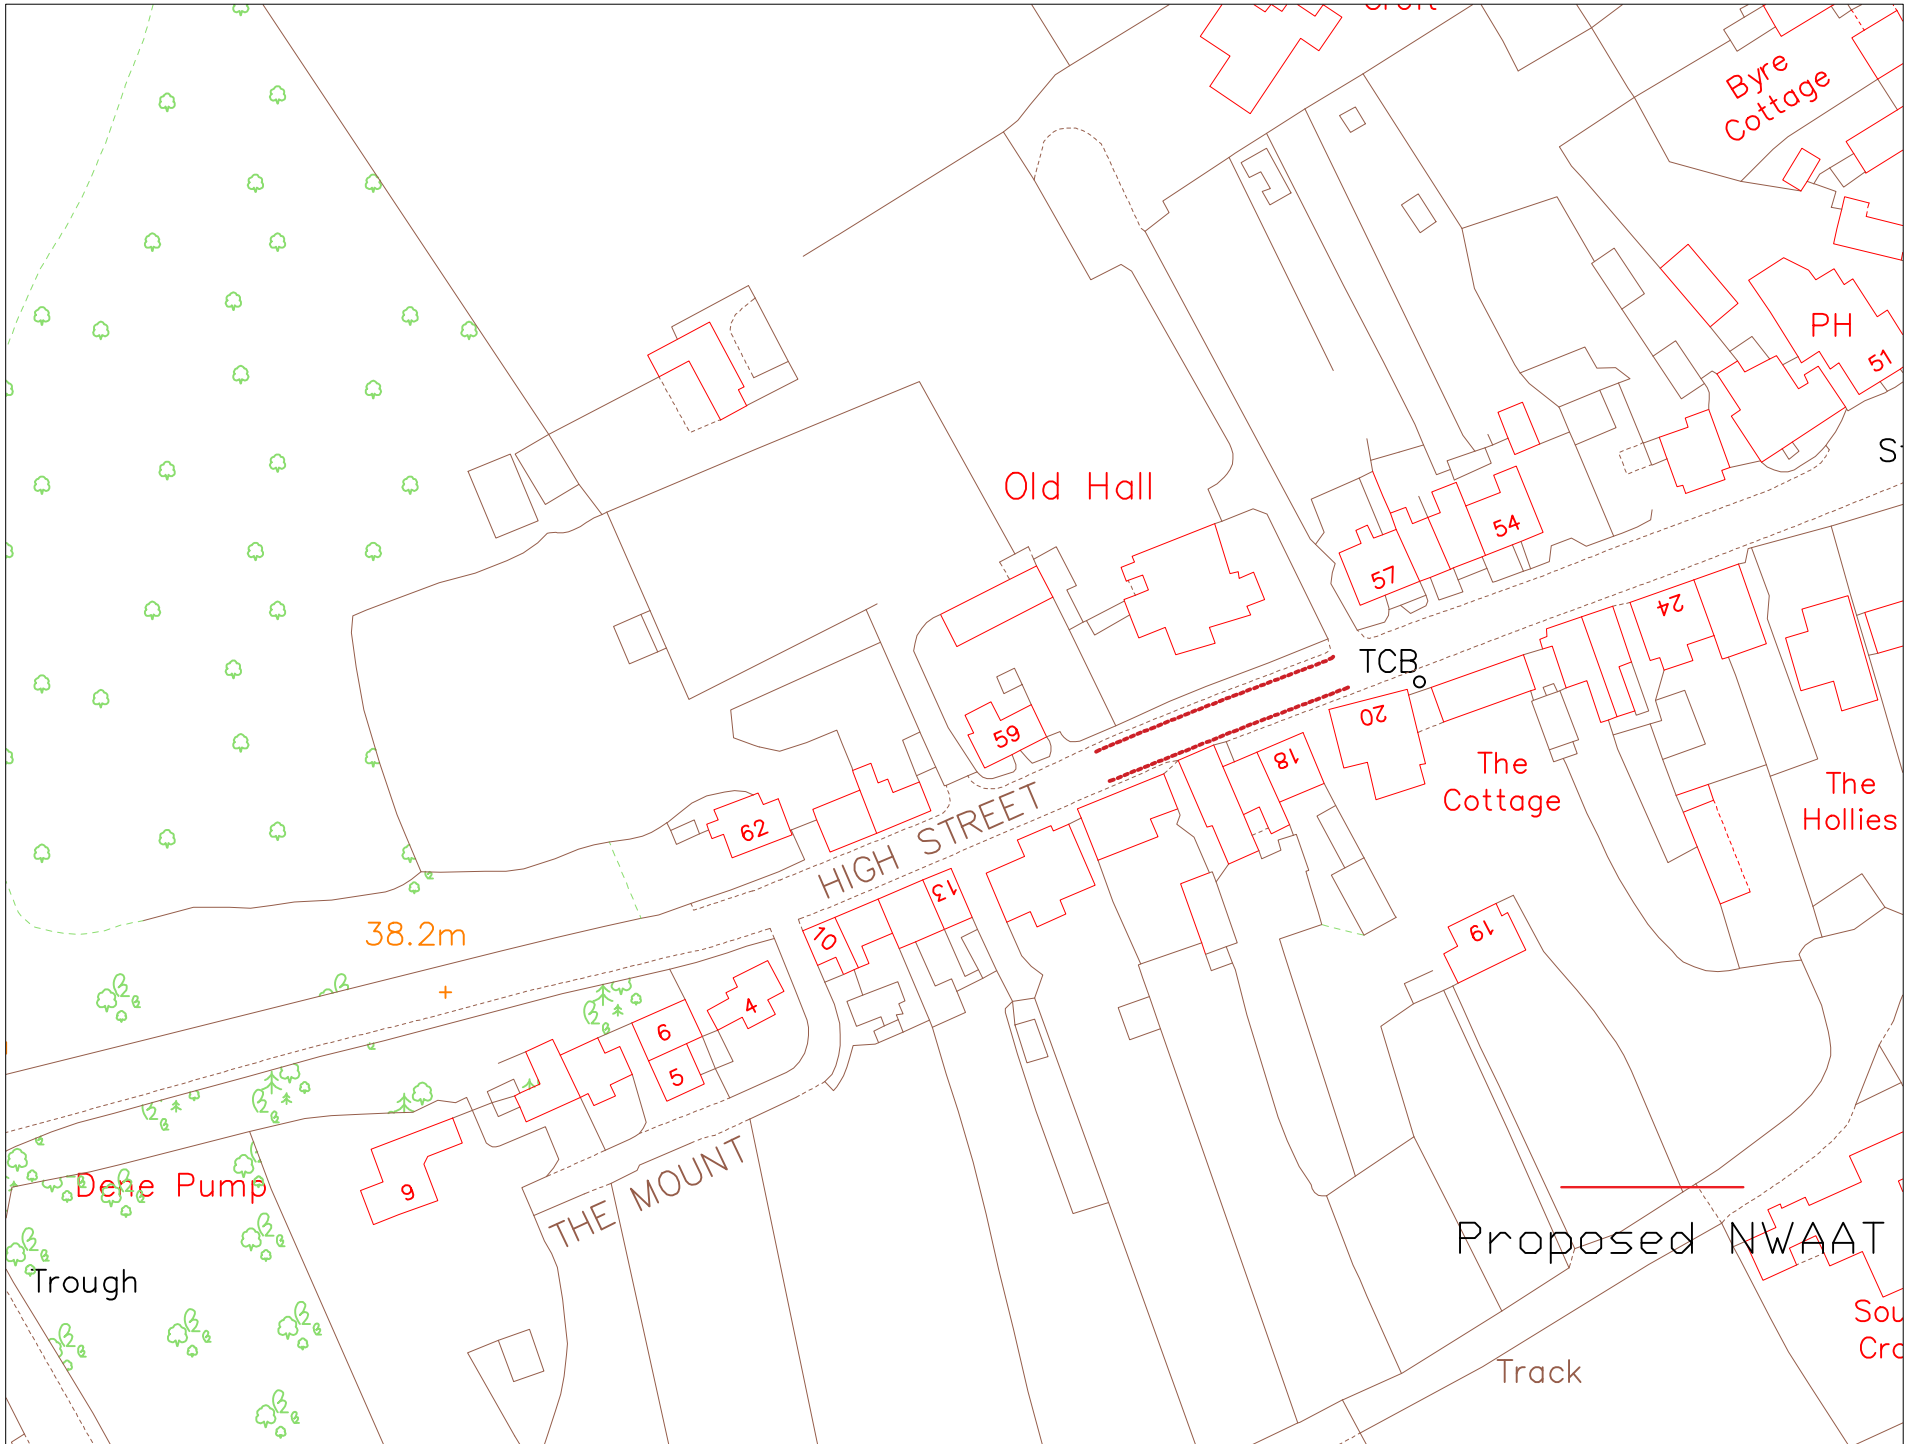 Byre
Cottage
PH
51
Old Hall
54
57
24
TCB
20
59
18
The
Cottage
The
Hollies
62
HIGH STREET
13
10
38.2m
19
4
6
5
9
Dene Pump
THE MOUNT
Proposed NWAAT
Trough
Track